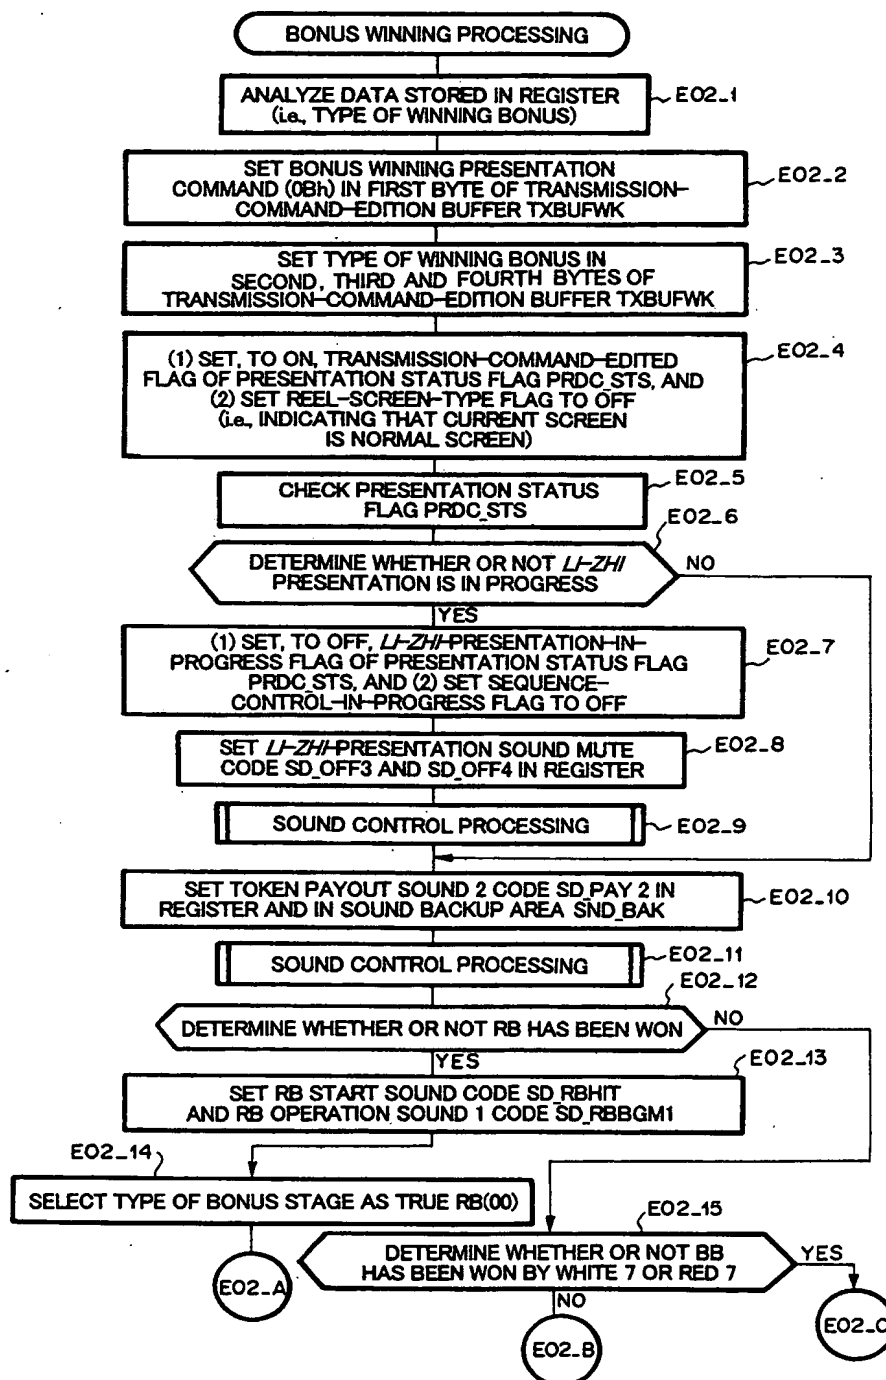 BONUS WINNING PROCESSING
ANALYZE DATA STORED IN REGISTER
(i.e., TYPE OF WINNING BONUS)
E02_1
SET BONUS WINNING PRESENTATION
COMMAND (0Bh) IN FIRST BYTE OF TRANSMISSION-
COMMAND-EDITION BUFFER TXBUFWK
E02_2
SET TYPE OF WINNING BONUS IN
SECOND, THIRD AND FOURTH BYTES OF
TRANSMISSION-COMMAND-EDITION BUFFER TXBUFWK
E02_3
(1) SET, TO ON, TRANSMISSION-COMMAND-EDITED
FLAG OF PRESENTATION STATUS FLAG PRDC_STS, AND
(2) SET REEL-SCREEN-TYPE FLAG TO OFF
(i.e., INDICATING THAT CURRENT SCREEN
IS NORMAL SCREEN)
E02_4
CHECK PRESENTATION STATUS
FLAG PRDC_STS
E02_5
E02_6
DETERMINE WHETHER OR NOT LI-ZHI
PRESENTATION IS IN PROGRESS
NO
YES
(1) SET, TO OFF, LI-ZHI-PRESENTATION-IN-
PROGRESS FLAG OF PRESENTATION STATUS FLAG
PRDC_STS, AND (2) SET SEQUENCE-
CONTROL-IN-PROGRESS FLAG TO OFF
E02_7
SET LI-ZHI-PRESENTATION SOUND MUTE
CODE SD_OFF3 AND SD_OFF4 IN REGISTER
E02_8
SOUND CONTROL PROCESSING
E02_9
SET TOKEN PAYOUT SOUND 2 CODE SD_PAY 2 IN
REGISTER AND IN SOUND BACKUP AREA SND_BAK
E02_10
SOUND CONTROL PROCESSING
E02_11
E02_12
DETERMINE WHETHER OR NOT RB HAS BEEN WON
NO
YES
E02_13
SET RB START SOUND CODE SD_RBHIT
AND RB OPERATION SOUND 1 CODE SD_RBBGM1
E02_14
SELECT TYPE OF BONUS STAGE AS TRUE RB(00)
E02_15
DETERMINE WHETHER OR NOT BB
HAS BEEN WON BY WHITE 7 OR RED 7
YES
NO
E02_A
E02_B
E02_C